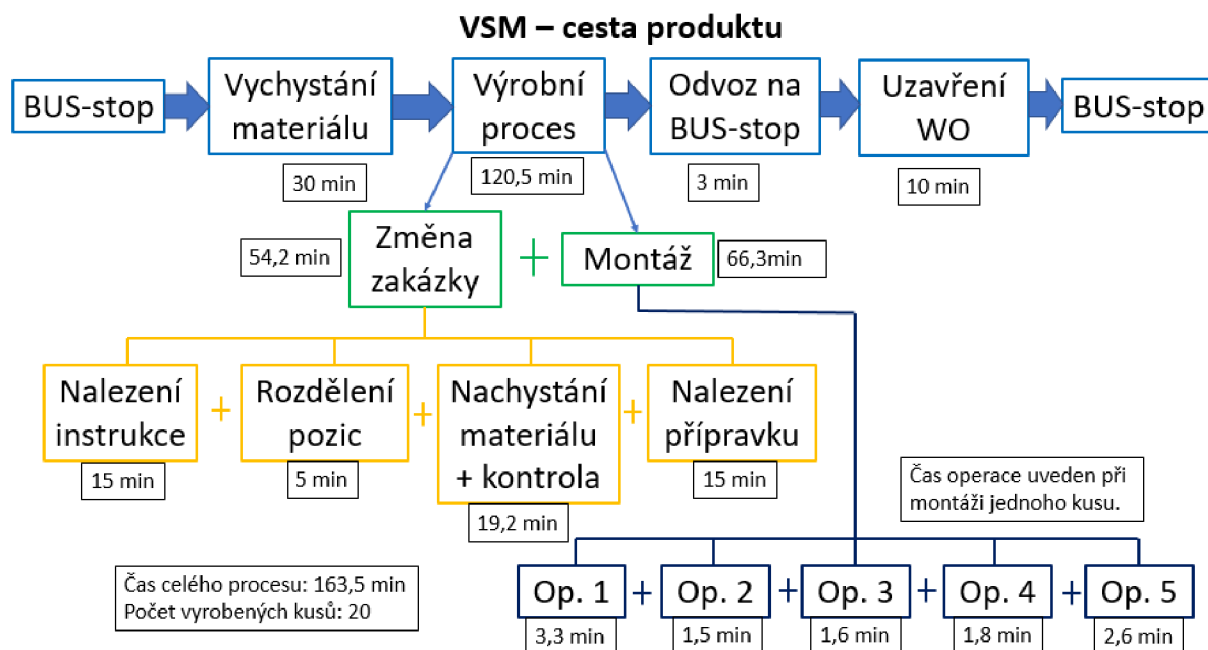 VSM – cesta produktu
BUS-stop
Vychystání
materiálu
Výrobní
proces
Odvoz na
BUS-stop
Uzavření
WO
BUS-stop
30 min
120,5 min
3 min
10 min
54,2 min
Změna
zakázky
+
Montáž
66,3min
Nalezení
instrukce
+
Rozdělení
pozic
+
Nachystání
materiálu
+ kontrola
+
Nalezení
přípravku
15 min
5 min
19,2 min
15 min
Čas operace uveden při
montáži jednoho kusu.
Čas celého procesu: 163,5 min
Počet vyrobených kusů: 20
Op. 1 + Op. 2 + Op. 3 + Op. 4 + Op. 5
3,3 min
1,5 min
1,6 min
1,8 min
2,6 min